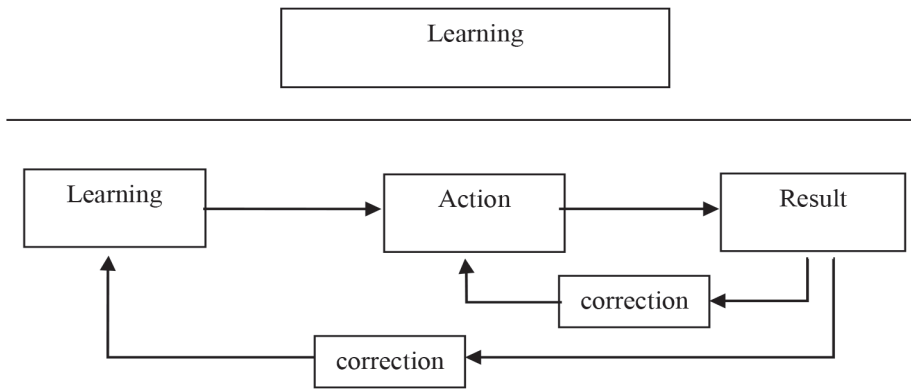 Learning
Learning
Action
Result
correction
correction